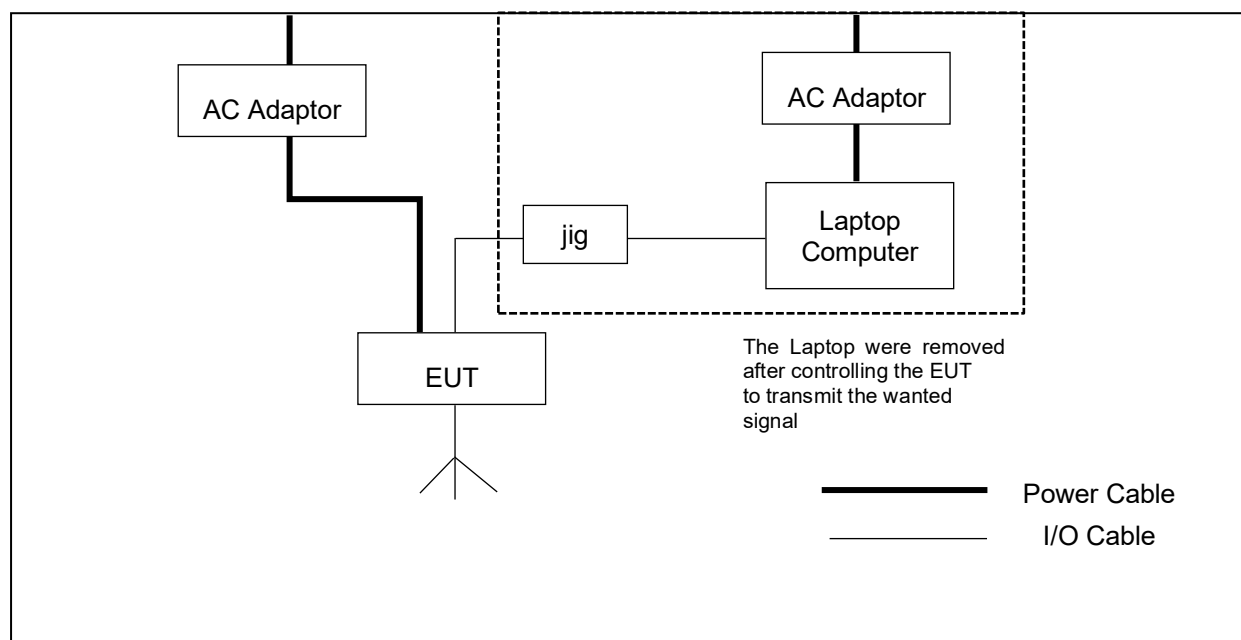 AC Adaptor
AC Adaptor
jig
Laptop
Computer
EUT
The Laptop were removed
after controlling the EUT
to transmit the wanted
signal
Power Cable
I/O Cable